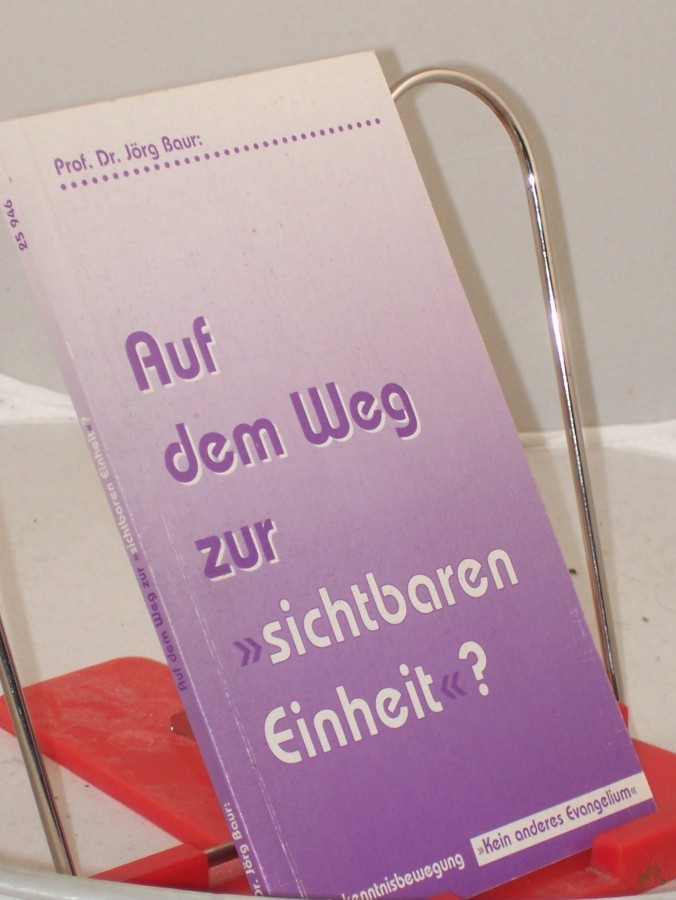 Prof. Dr. Jörg Baur:
Auf
dem Weg
zur
»sichtbaren
Einheit«?
kenntnisbewegung »Kein anderes Evangelium«
25 946
Auf dem Weg zur »sichtbaren Einheit«?
Dr. Jörg Baur: